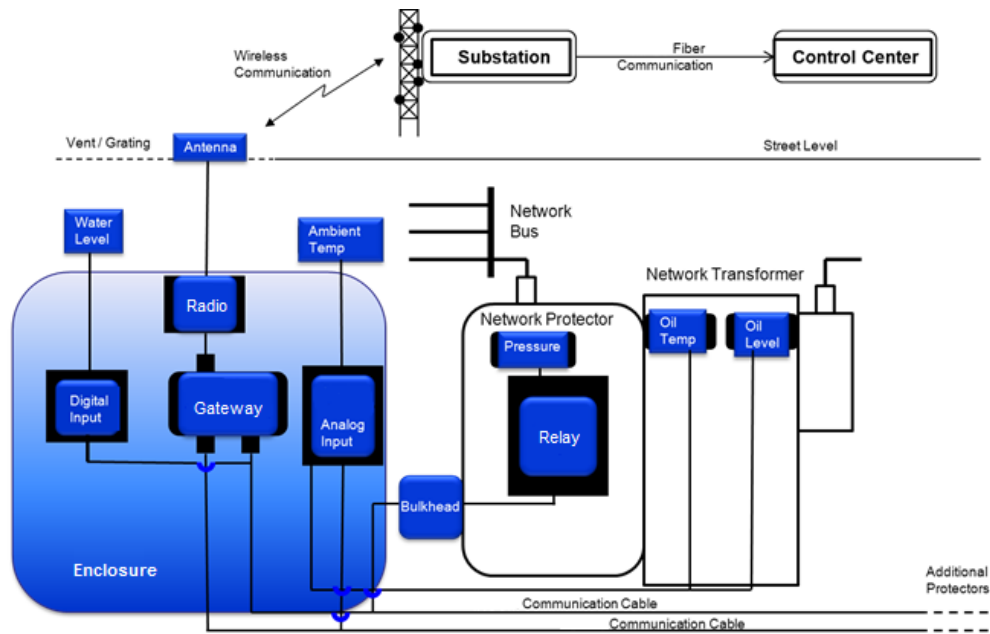 Wireless
Communication
Substation
Fiber
Communication
Control Center
Vent / Grating
Antenna
Street Level
Water
Level
Ambient
Temp
Network
Bus
Network Transformer
Radio
Network Protector
Oil
Temp
Oil
Level
Pressure
Digital
Input
Gateway
Analog
Input
Relay
Bulkhead
Enclosure
Additional
Protectors
Communication Cable
Communication Cable